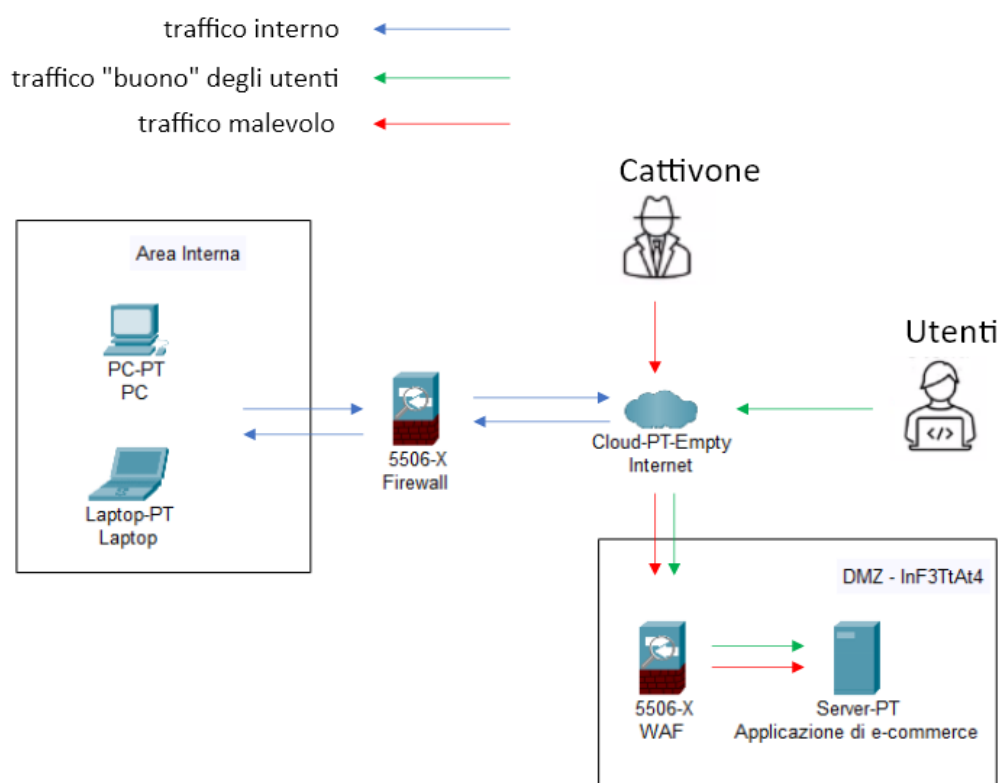 traffico interno
traffico "buono" degli utenti
traffico malevolo
Cattivone
Area Interna
Utenti
PC-PT
PC
5506-X
Firewall
Cloud-PT-Empty
Internet
Laptop-PT
Laptop
DMZ - InF3TtAt4
5506-X
WAF
Server-PT
Applicazione di e-commerce